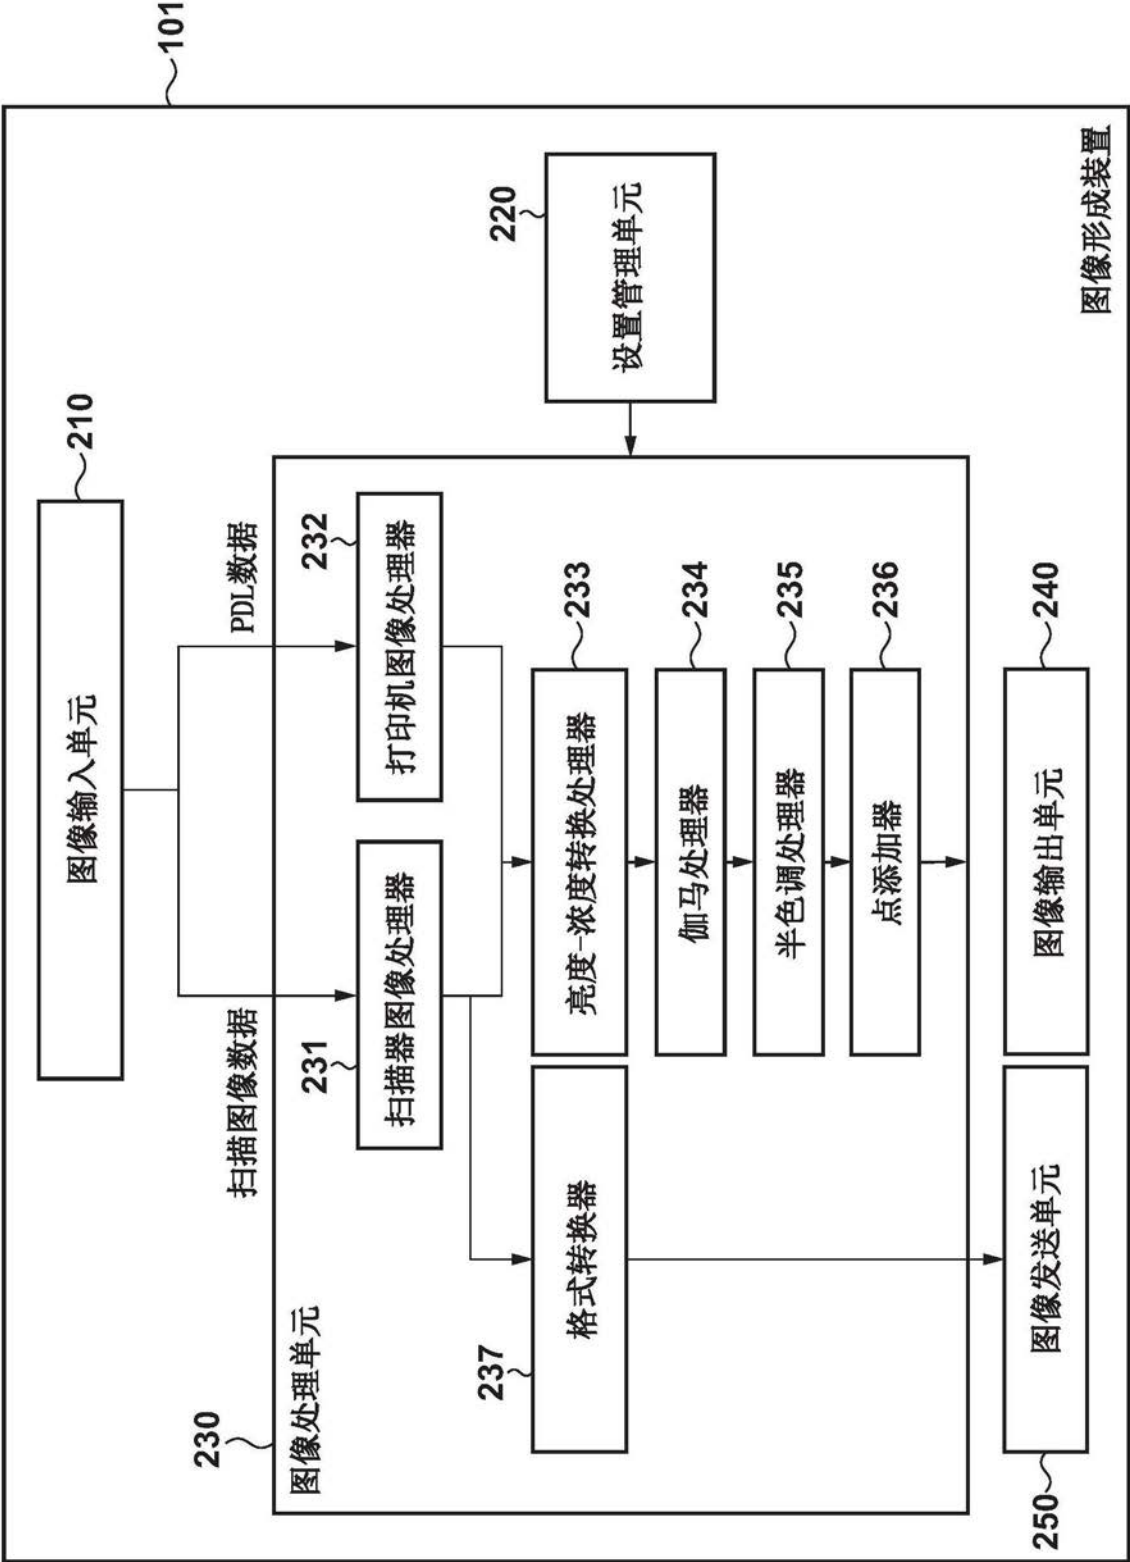 101
图像形成装置
210
图像输入单元
扫描图像数据
PDL数据
220
设置管理单元
230
图像处理单元
231
扫描器图像处理器
232
打印机图像处理器
237
格式转换器
233
亮度-浓度转换处理器
234
伽马处理器
235
半色调处理器
236
点添加器
250
图像发送单元
240
图像输出单元